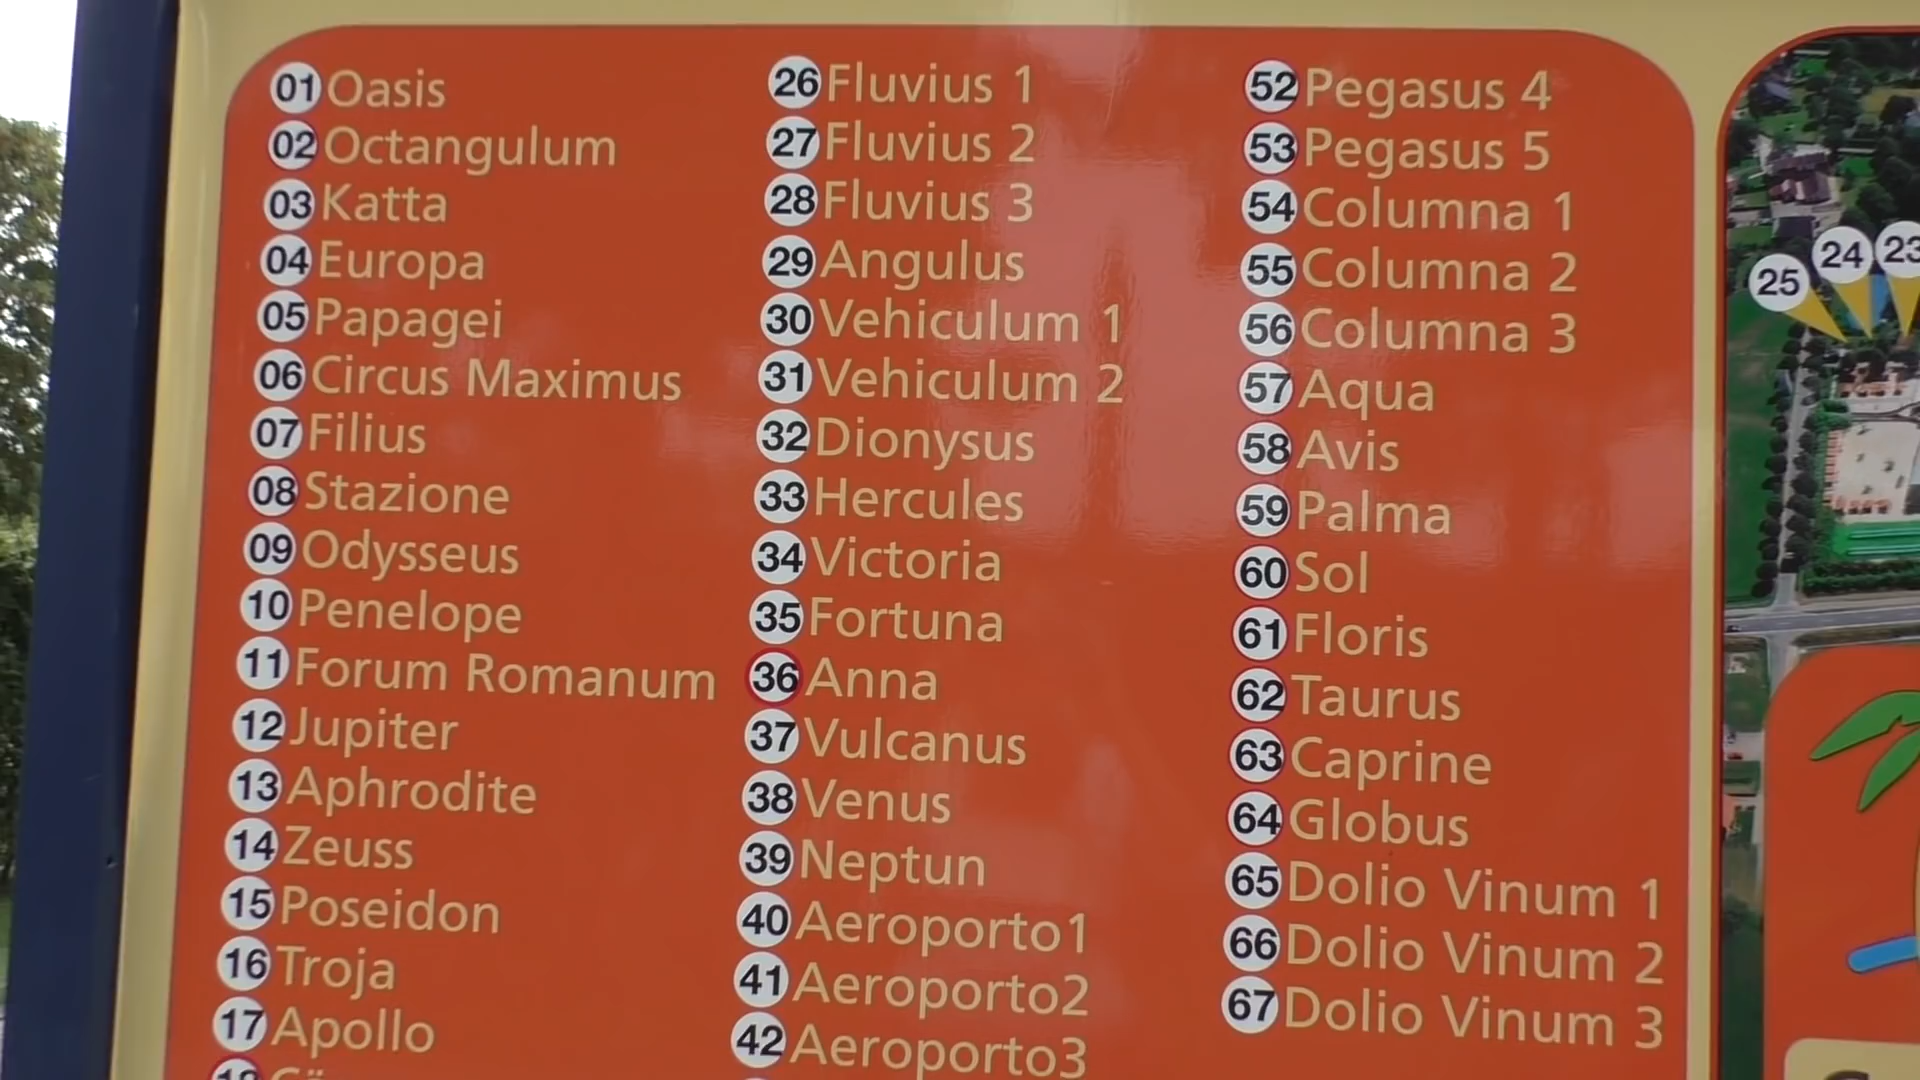 01 Oasis
02 Octangulum
03 Katta
04 Europa
05 Papagei
06 Circus Maximus
07 Filius
08 Stazione
09 Odysseus
10 Penelope
11 Forum Romanum
12 Jupiter
13 Aphrodite
14 Zeuss
15 Poseidon
16 Troja
17 Apollo
26 Fluvius 1
27 Fluvius 2
28 Fluvius 3
29 Angulus
30 Vehiculum 1
31 Vehiculum 2
32 Dionysus
33 Hercules
34 Victoria
35 Fortuna
36 Anna
37 Vulcanus
38 Venus
39 Neptun
40 Aeroporto1
41 Aeroporto2
42 Aeroporto3
52 Pegasus 4
53 Pegasus 5
54 Columna 1
55 Columna 2
56 Columna 3
57 Aqua
58 Avis
59 Palma
60 Sol
61 Floris
62 Taurus
63 Caprine
64 Globus
65 Dolio Vinum 1
66 Dolio Vinum 2
67 Dolio Vinum 3
25 24 23